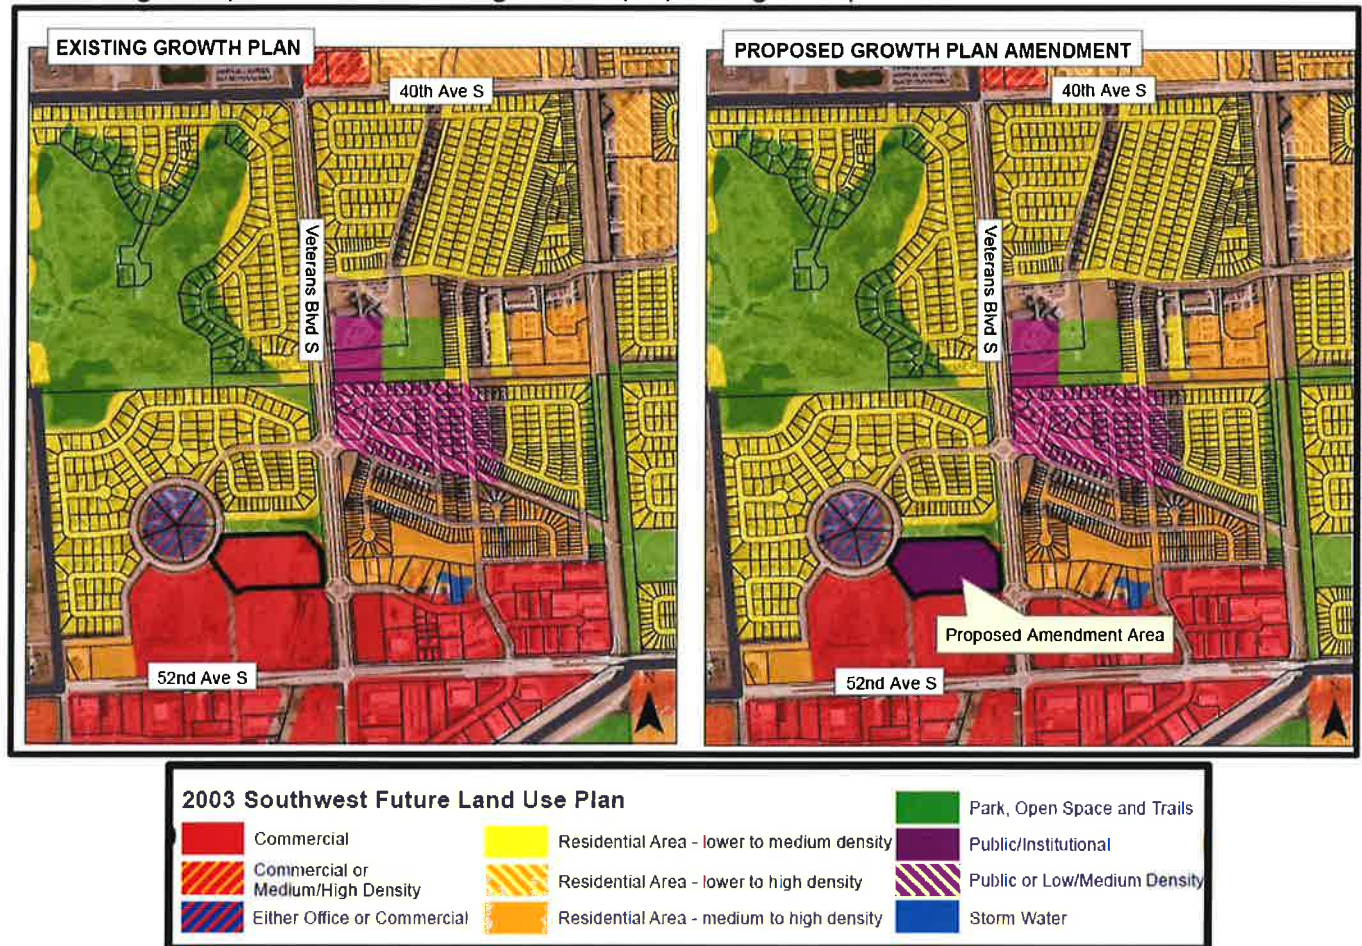 EXISTING GROWTH PLAN
PROPOSED GROWTH PLAN AMENDMENT
40th Ave S
40th Ave S
Veterans Blvd S
Veterans Blvd S
Proposed Amendment Area
52nd Ave S
52nd Ave S
N
N
2003 Southwest Future Land Use Plan
Commercial
Commercial or
Medium/High Density
Either Office or Commercial
Residential Area - lower to medium density
Residential Area - lower to high density
Residential Area - medium to high density
Park, Open Space and Trails
Public/Institutional
Public or Low/Medium Density
Storm Water